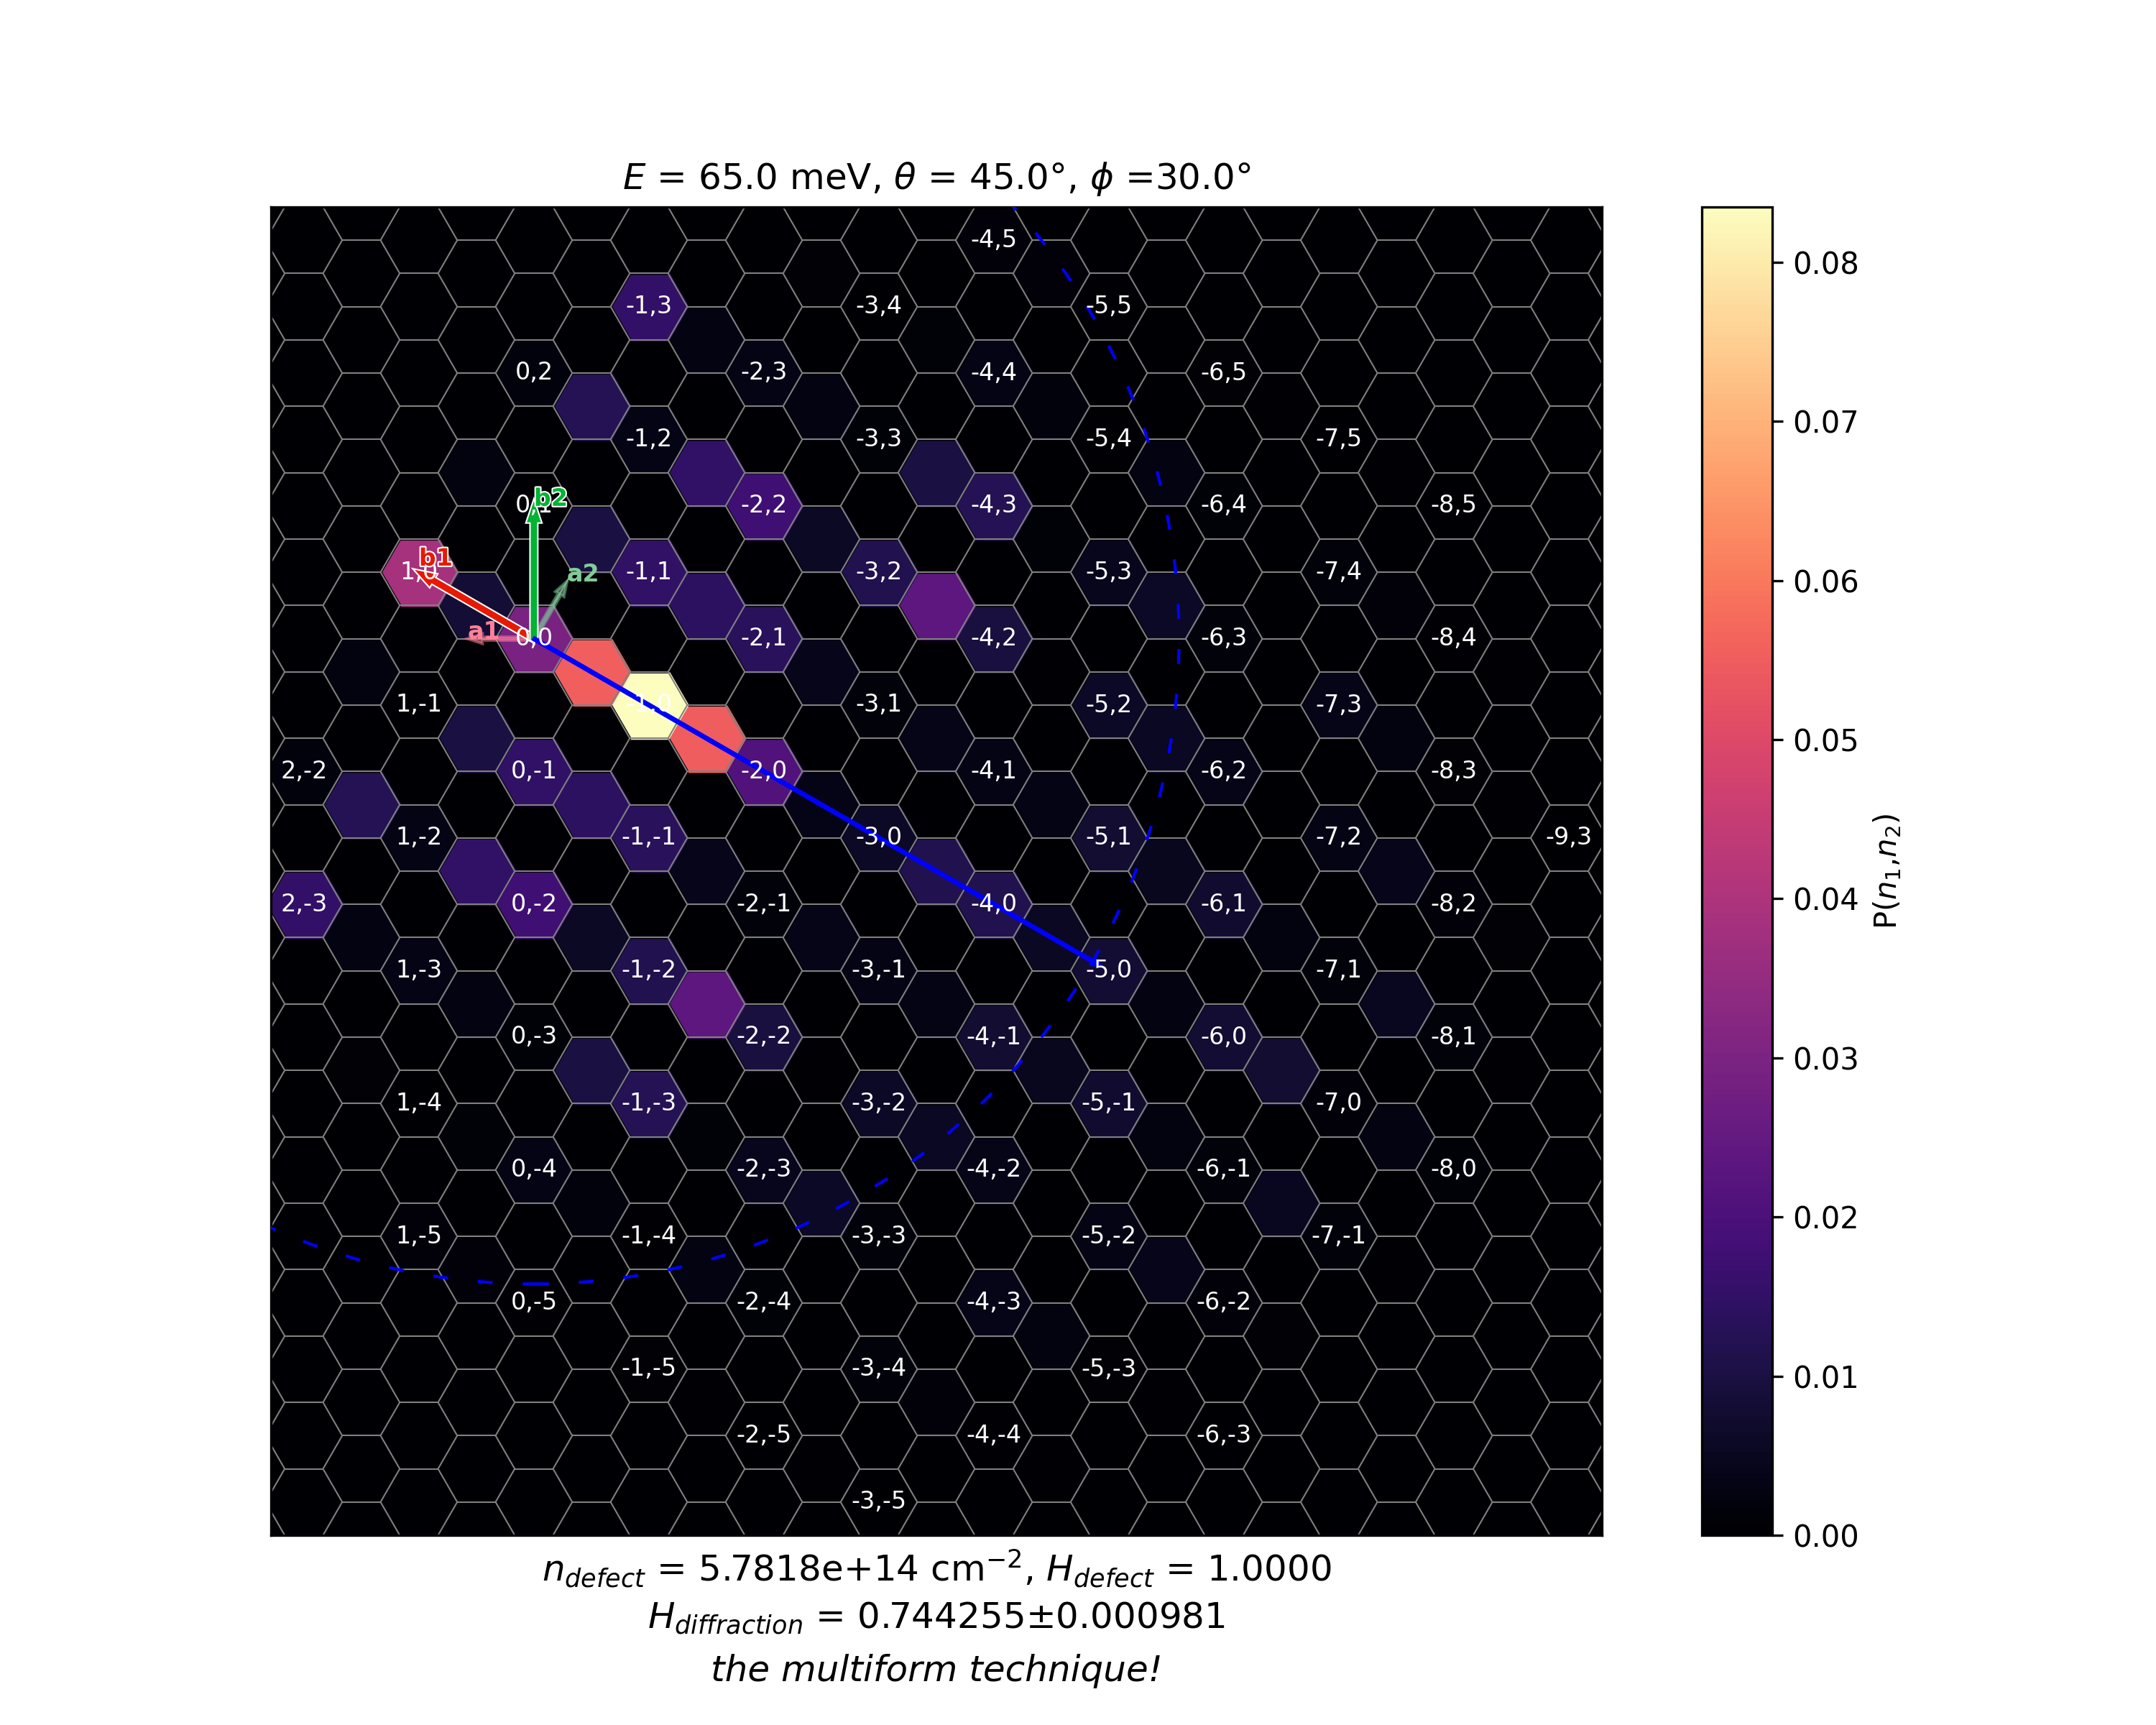 E = 65.0 meV, θ = 45.0°, ϕ =30.0°
-4,5
-1,3 -3,4 -5,5
0,2 -2,3 -4,4 -6,5
-1,2 -3,3 -5,4 -7,5
b2 -2,2 -4,3 -6,4 -8,5
b1 a2 -1,1 -3,2 -5,3 -7,4
a1 0,0 -2,1 -4,2 -6,3 -8,4
1,-1 -3,1 -5,2 -7,3
2,-2 0,-1 -2,0 -4,1 -6,2 -8,3
1,-2 -1,-1 -3,0 -5,1 -7,2 -9,3
2,-3 0,-2 -2,-1 -4,0 -6,1 -8,2
1,-3 -1,-2 -3,-1 -5,0 -7,1
0,-3 -2,-2 -4,-1 -6,0 -8,1
1,-4 -1,-3 -3,-2 -5,-1 -7,0
0,-4 -2,-3 -4,-2 -6,-1 -8,0
1,-5 -1,-4 -3,-3 -5,-2 -7,-1
0,-5 -2,-4 -4,-3 -6,-2
-1,-5 -3,-4 -5,-3
-2,-5 -4,-4 -6,-3
-3,-5
0.08
0.07
0.06
0.05
0.04
0.03
0.02
0.01
0.00
P(n₁,n₂)
n_defect = 5.7818e+14 cm⁻², H_defect = 1.0000
H_diffraction = 0.744255±0.000981
the multiform technique!